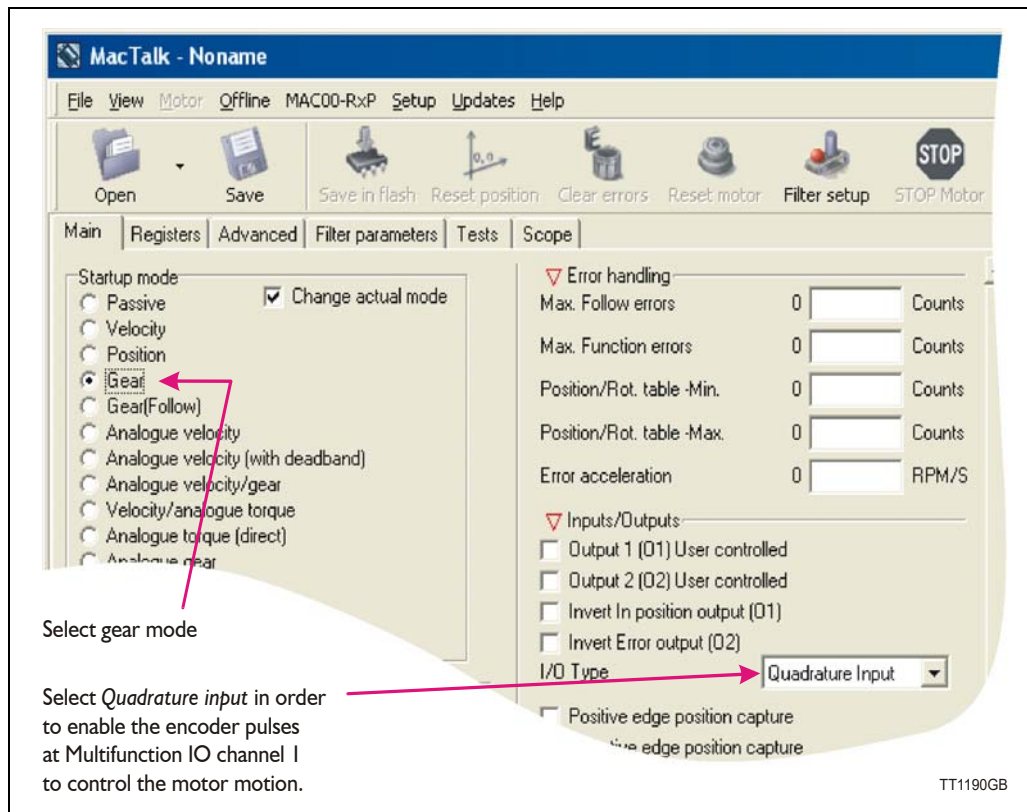 MacTalk - Noname
File View Motor Offline MAC00-RxP Setup Updates Help
Open Save Save in flash Reset position Clear errors Reset motor Filter setup STOP Motor
0,0
E
STOP
Main Registers Advanced Filter parameters Tests Scope
Startup mode
Passive
Change actual mode
Velocity
Position
Gear
Gear(Follow)
Analogue velocity
Analogue velocity (with deadband)
Analogue velocity/gear
Velocity/analogue torque
Analogue torque (direct)
Analogue gear
Error handling
Max. Follow errors 0 Counts
Max. Function errors 0 Counts
Position/Rot. table -Min. 0 Counts
Position/Rot. table -Max. 0 Counts
Error acceleration 0 RPM/S
Inputs/Outputs
Output 1 (O1) User controlled
Output 2 (O2) User controlled
Invert In position output (O1)
Invert Error output (O2)
I/O Type Quadrature Input
Positive edge position capture
edge position capture
Select gear mode
Select Quadrature input in order
to enable the encoder pulses
at Multifunction IO channel 1
to control the motor motion.
TT1190GB